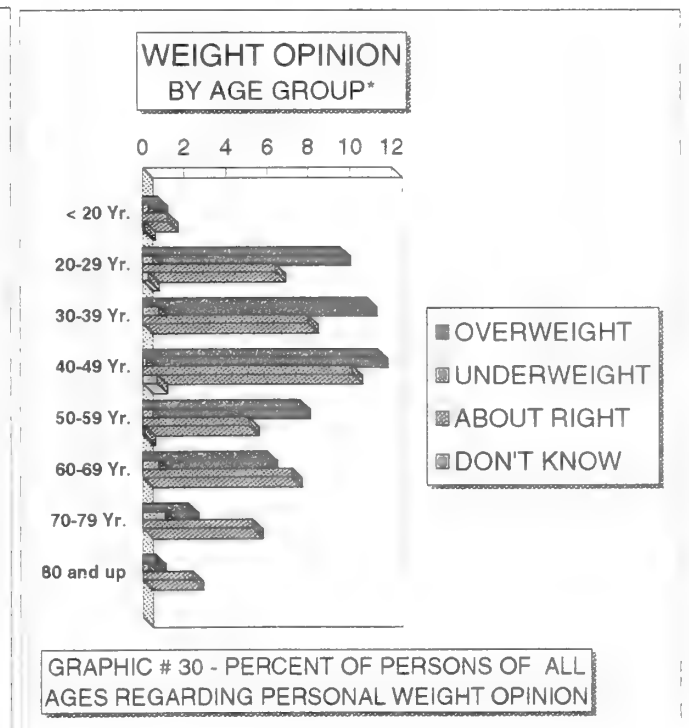 WEIGHT OPINION
BY AGE GROUP*
0 2 4 6 8 10 12
< 20 Yr.
20-29 Yr.
30-39 Yr.
40-49 Yr.
50-59 Yr.
60-69 Yr.
70-79 Yr.
80 and up
OVERWEIGHT
UNDERWEIGHT
ABOUT RIGHT
DON'T KNOW
GRAPHIC # 30 - PERCENT OF PERSONS OF ALL
AGES REGARDING PERSONAL WEIGHT OPINION